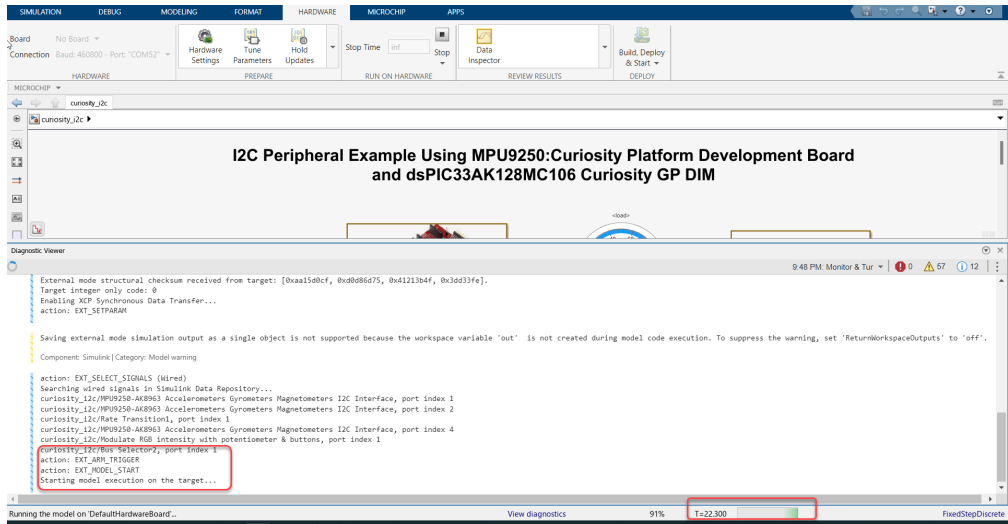 SIMULATION DEBUG MODELING FORMAT HARDWARE MICROCHIP APPS
Board No Board
Connection Baud: 460800 - Port: "COM52"
Hardware Settings
Tune Parameters
Hold Updates
Stop Time inf
Stop
Data Inspector
Build, Deploy & Start
HARDWARE PREPARE RUN ON HARDWARE REVIEW RESULTS DEPLOY
MICROCHIP
curiosity_i2c
curiosity_i2c
I2C Peripheral Example Using MPU9250:Curiosity Platform Development Board
and dsPIC33AK128MC106 Curiosity GP DIM
<load>
Diagnostic Viewer
9:48 PM: Monitor & Tur 0 57 12
External mode structural checksum received from target: [0xaa15d0cf, 0xd0d86d75, 0x41213b4f, 0x3dd33fe].
Target integer only code: 0
Enabling XCP Synchronous Data Transfer...
action: EXT_SETPARAM
Saving external mode simulation output as a single object is not supported because the workspace variable 'out' is not created during model code execution. To suppress the warning, set 'ReturnWorkspaceOutputs' to 'off'.
Component: Simulink | Category: Model warning
action: EXT_SELECT_SIGNALS (Wired)
Searching wired signals in Simulink Data Repository...
curiosity_i2c/MPU9250-AK8963 Accelerometers Gyrometers Magnetometers I2C Interface, port index 1
curiosity_i2c/MPU9250-AK8963 Accelerometers Gyrometers Magnetometers I2C Interface, port index 2
curiosity_i2c/Rate Transition1, port index 1
curiosity_i2c/MPU9250-AK8963 Accelerometers Gyrometers Magnetometers I2C Interface, port index 4
curiosity_i2c/Modulate RGB intensity with potentiometer & buttons, port index 1
curiosity_i2c/Bus Selector2, port index 1
action: EXT_ARM_TRIGGER
action: EXT_MODEL_START
Starting model execution on the target...
Running the model on 'DefaultHardwareBoard'.. View diagnostics 91% T=22.300 FixedStepDiscrete